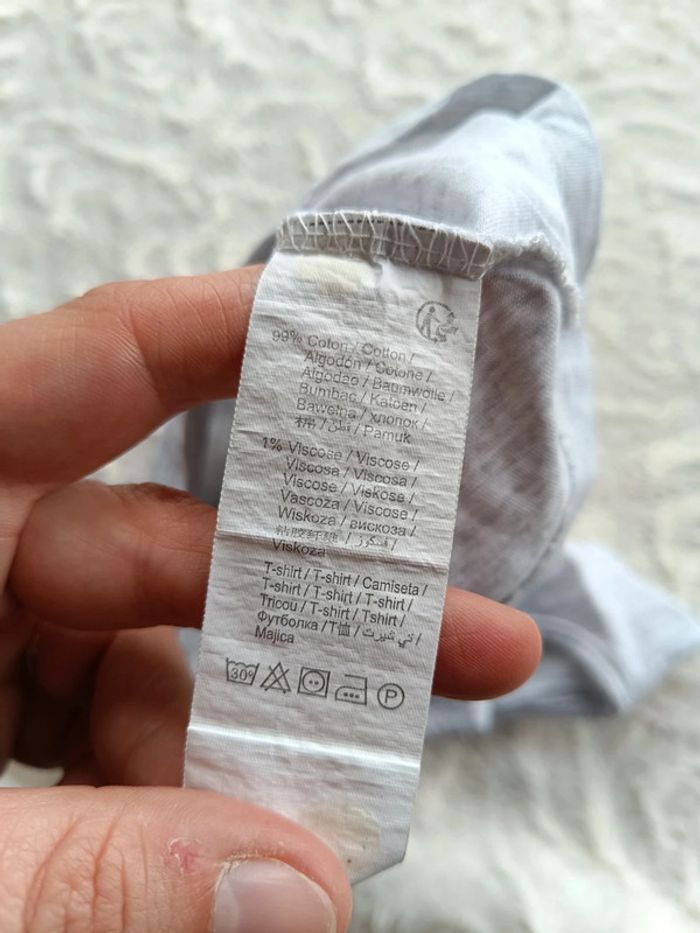 99% Coton / Cotton /
Algodón / Cotone /
Algodão / Baumwolle /
Bumbac / Katoen /
Bawełna / хлопок /
棉 / قطن / Pamuk
1% Viscose / Viscose /
Viscosa / Viscosa /
Viscose / Viskose /
Vascoza / Viscose /
Wiskoza / вискоза /
粘胶纤维 / فسكوز /
Viskoza
T-shirt / T-shirt / Camiseta /
T-shirt / T-shirt / T-shirt /
Tricou / T-shirt / Tshirt /
Футболка / T恤 / تي شيرت /
Majica
30°
P